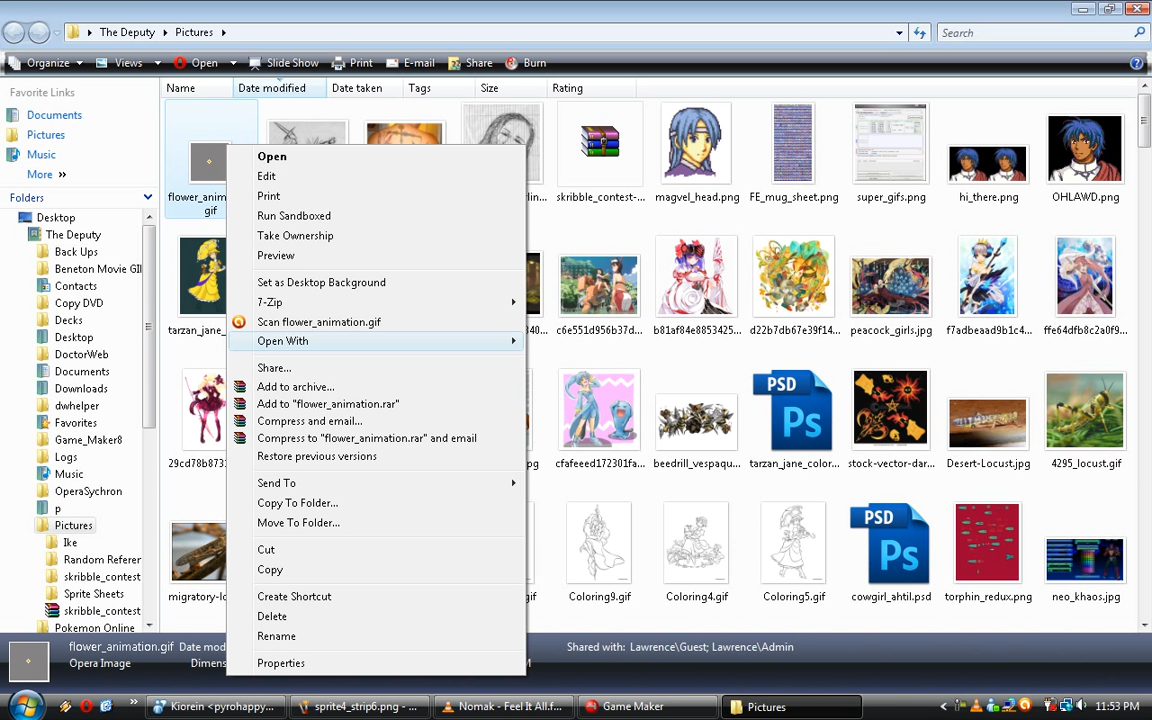 The Deputy
Pictures
Search
Organize Views Open Slide Show Print E-mail Share Burn
Favorite Links
Documents
Pictures
Music
More »
Folders
Desktop
The Deputy
Back Ups
Beneton Movie GI
Contacts
Copy DVD
Decks
Desktop
DoctorWeb
Documents
Downloads
dwhelper
Favorites
Game_Maker8
Logs
Music
OperaSychron
p
Pictures
Ike
Random Referer
skribble_contest
Sprite Sheets
skribble_contest
Pokemon Online
Name Date modified Date taken Tags Size Rating
flower_anim
gif
skribble_contest-...
magvel_head.png
FE_mug_sheet.png
super_gifs.png
hi_there.png
OHLAWD.png
tarzan_jane_
c6e551d956b37d...
b81af84e8853425...
d22b7db67e39f14...
peacock_girls.jpg
f7adbeadd9b1c4...
ffe64dfb8c2a0f9...
29cd78b8731
cfafeeed172301fa...
beedrill_vespaqu...
PSD
Ps
tarzan_jane_color...
stock-vector-dar...
Desert-Locust.jpg
4295_locust.gif
migratory-lo
Coloring9.gif
Coloring4.gif
Coloring5.gif
PSD
Ps
cowgirl_ahtil.psd
torphin_redux.png
neo_khaos.jpg
Open
Edit
Print
Run Sandboxed
Take Ownership
Preview
Set as Desktop Background
7-Zip
Scan flower_animation.gif
Open With
Share...
Add to archive...
Add to "flower_animation.rar"
Compress and email...
Compress to "flower_animation.rar" and email
Restore previous versions
Send To
Copy To Folder...
Move To Folder...
Cut
Copy
Create Shortcut
Delete
Rename
Properties
flower_animation.gif Date mod
Opera Image Dimens
Shared with: Lawrence\Guest; Lawrence\Admin
Kiorein <pyrohappy... sprite4_strip6.png - ... Nomak - Feel It All.f... Game Maker Pictures 11:53 PM